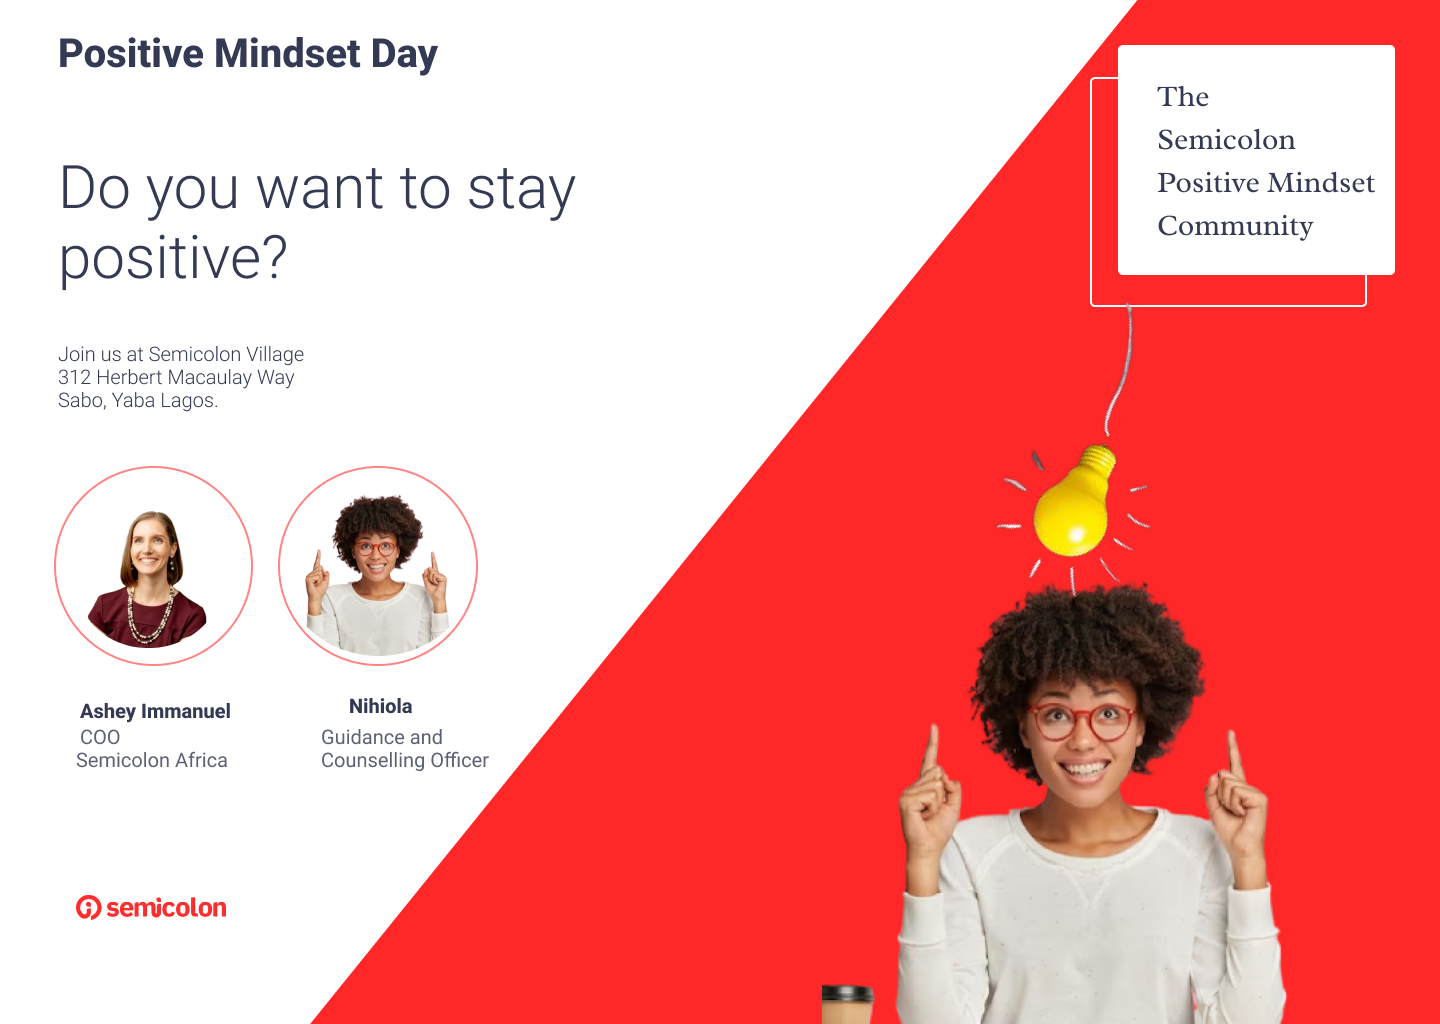 Positive Mindset Day
Do you want to stay
positive?
Join us at Semicolon Village
312 Herbert Macaulay Way
Sabo, Yaba Lagos.
Ashey Immanuel
COO
Semicolon Africa
Nihiola
Guidance and
Counselling Officer
semicolon
The
Semicolon
Positive Mindset
Community